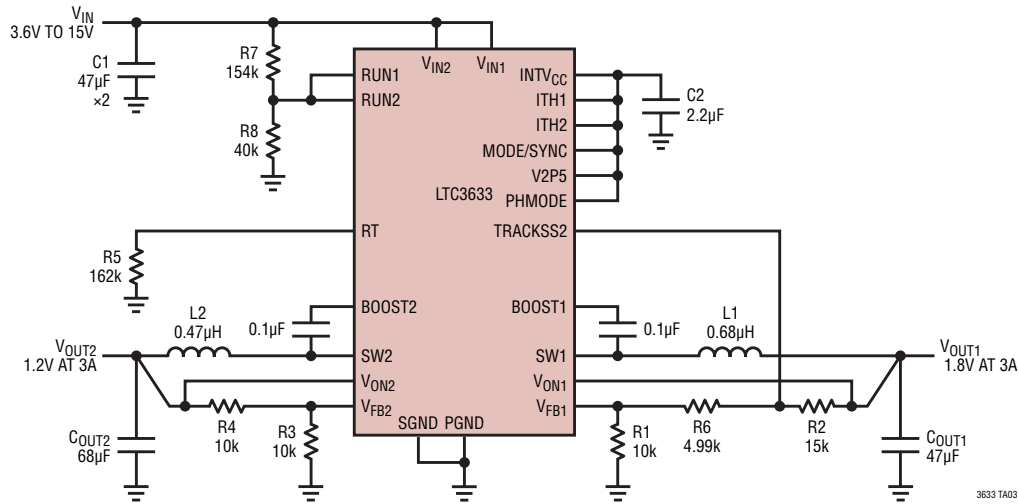 VIN
3.6V TO 15V
C1
47µF
×2
R7
154k
R8
40k
VIN2
VIN1
RUN1
RUN2
INTVCC
ITH1
ITH2
MODE/SYNC
V2P5
PHMODE
LTC3633
C2
2.2µF
RT
TRACKSS2
R5
162k
BOOST2
BOOST1
L2
0.47µH
0.1µF
0.1µF
L1
0.68µH
SW2
SW1
VOUT2
1.2V AT 3A
VOUT1
1.8V AT 3A
VON2
VON1
VFB2
VFB1
SGND PGND
R4
10k
R3
10k
R1
10k
R6
4.99k
R2
15k
COUT2
68µF
COUT1
47µF
3633 TA03